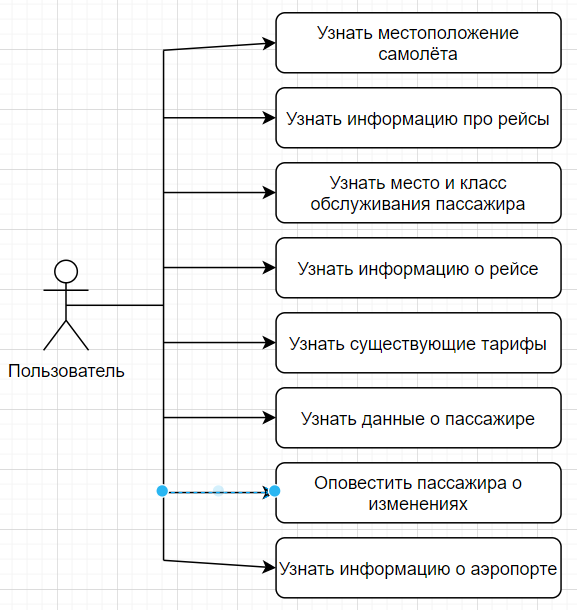 Узнать местоположение
самолёта
Узнать информацию про рейсы
Узнать место и класс
обслуживания пассажира
Узнать информацию о рейсе
Пользователь
Узнать существующие тарифы
Узнать данные о пассажире
Оповестить пассажира о
изменениях
Узнать информацию о аэропорте